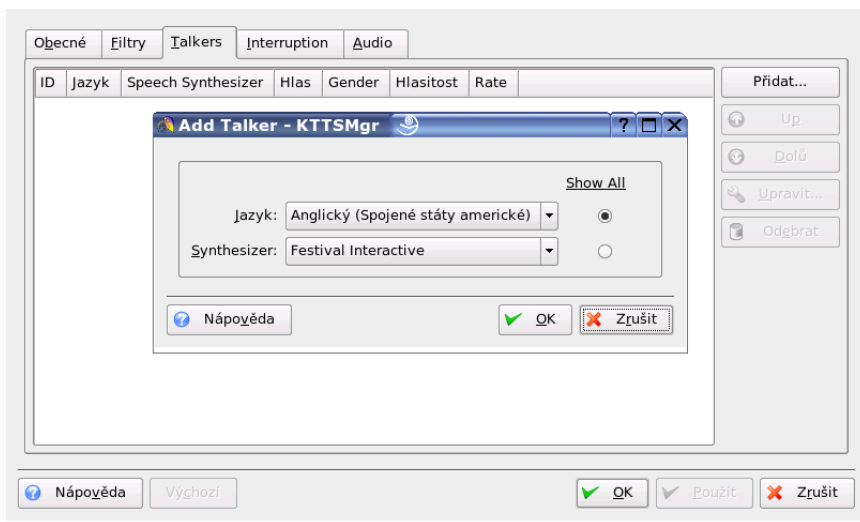 Obecné Filtry Talkers Interruption Audio
ID Jazyk Speech Synthesizer Hlas Gender Hlasitost Rate
Přidat...
Up
Dolů
Upravit...
Odebrat
Add Talker - KTTSMgr
Show All
Jazyk: Anglický (Spojené státy americké)
Synthesizer: Festival Interactive
Nápověda OK Zrušit
Nápověda Výchozí OK Použít Zrušit